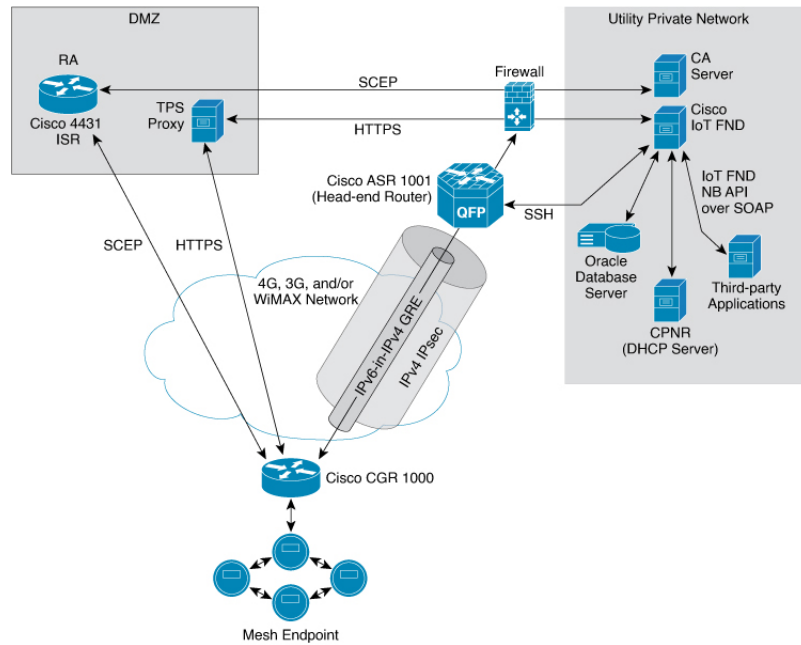 DMZ
Utility Private Network
RA
Cisco 4431
ISR
TPS
Proxy
SCEP
HTTPS
Firewall
CA
Server
Cisco
IoT FND
Cisco ASR 1001
(Head-end Router)
QFP
SSH
IoT FND
NB API
over SOAP
Oracle
Database
Server
Third-party
Applications
CPNR
(DHCP Server)
SCEP
HTTPS
4G, 3G, and/or
WiMAX Network
IPv6-in-IPv4 GRE
IPv4 IPsec
Cisco CGR 1000
Mesh Endpoint